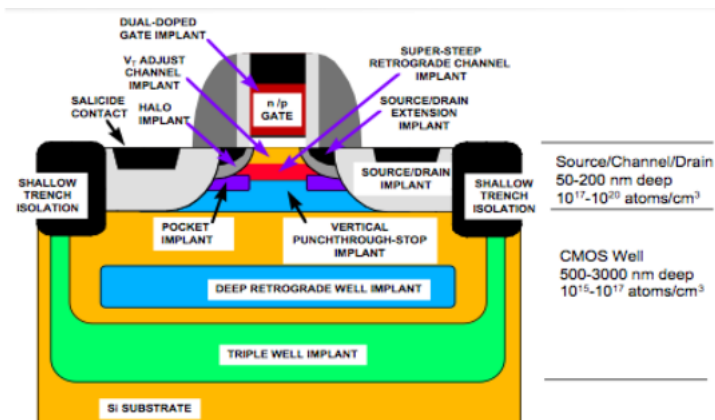 DUAL-DOPED
GATE IMPLANT
V_T ADJUST
CHANNEL
IMPLANT
SUPER-STEEP
RETROGRADE CHANNEL
IMPLANT
SALICIDE
CONTACT
HALO
IMPLANT
n / p
GATE
SOURCE/DRAIN
EXTENSION
IMPLANT
SHALLOW
TRENCH
ISOLATION
SOURCE/DRAIN
IMPLANT
SHALLOW
TRENCH
ISOLATION
Source/Channel/Drain
50-200 nm deep
10¹⁷-10²⁰ atoms/cm³
POCKET
IMPLANT
VERTICAL
PUNCHTHROUGH-STOP
IMPLANT
CMOS Well
500-3000 nm deep
10¹⁵-10¹⁷ atoms/cm³
DEEP RETROGRADE WELL IMPLANT
TRIPLE WELL IMPLANT
Si SUBSTRATE